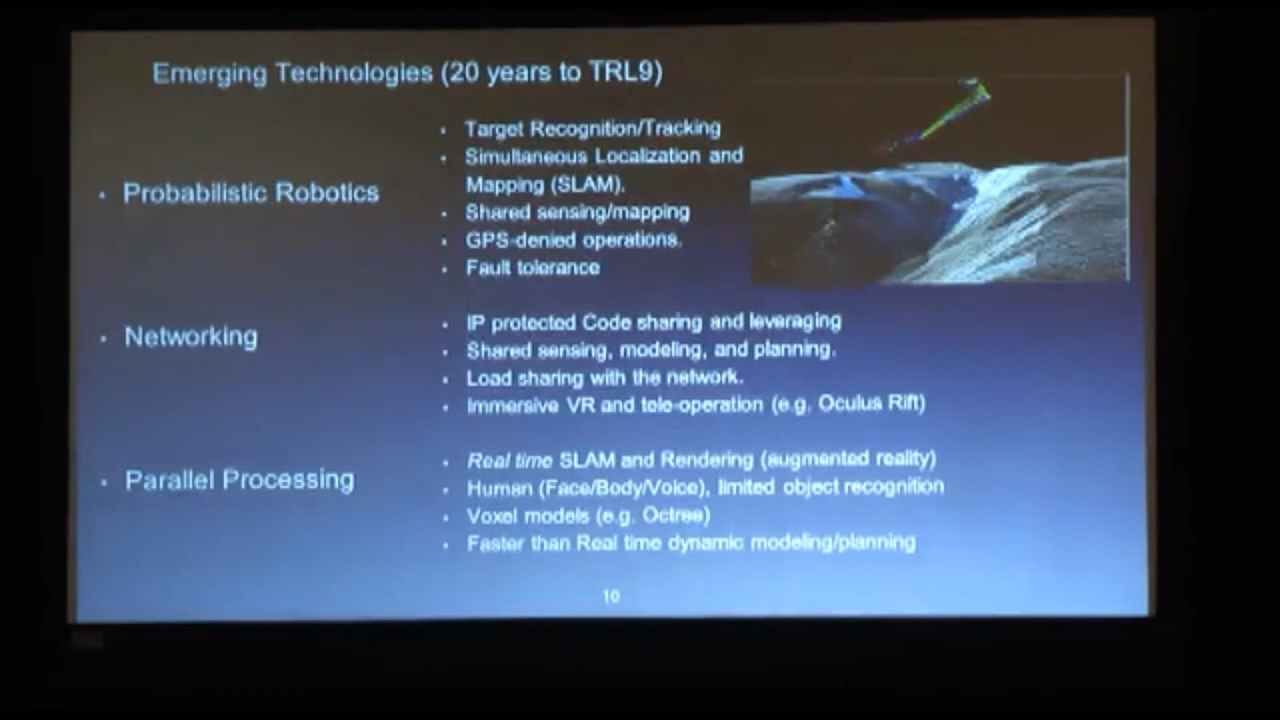 Emerging Technologies (20 years to TRL9)
• Probabilistic Robotics
• Target Recognition/Tracking
• Simultaneous Localization and
Mapping (SLAM).
• Shared sensing/mapping
• GPS-denied operations.
• Fault tolerance
• Networking
• IP protected Code sharing and leveraging
• Shared sensing, modeling, and planning.
• Load sharing with the network.
• Immersive VR and tele-operation (e.g. Oculus Rift)
• Parallel Processing
• Real time SLAM and Rendering (augmented reality)
• Human (Face/Body/Voice), limited object recognition
• Voxel models (e.g. Octree)
• Faster than Real time dynamic modeling/planning
10